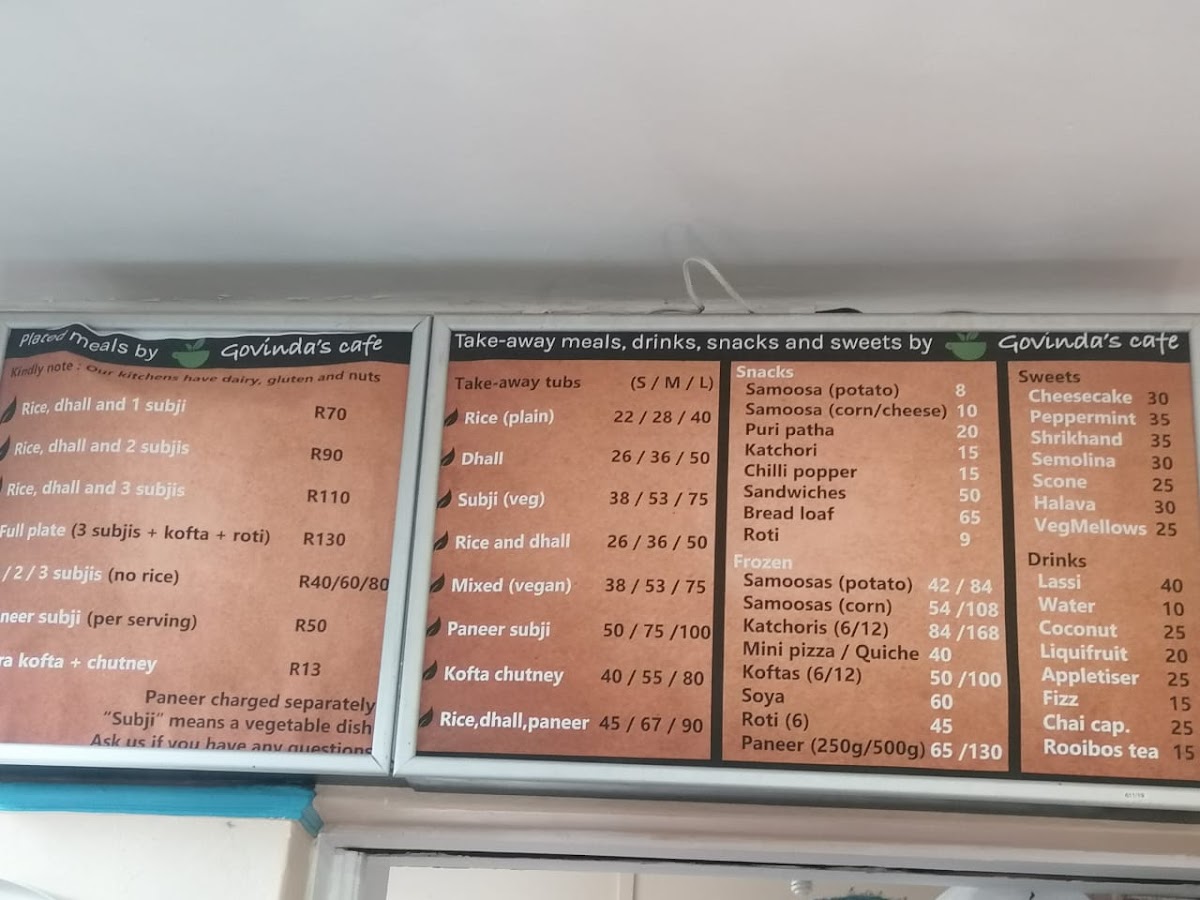 Plated meals by Govinda's cafe
Kindly note : Our kitchens have dairy, gluten and nuts
Rice, dhall and 1 subji R70
Rice, dhall and 2 subjis R90
Rice, dhall and 3 subjis R110
Full plate (3 subjis + kofta + roti) R130
/ 2 / 3 subjis (no rice) R40/60/80
neer subji (per serving) R50
ra kofta + chutney R13
Paneer charged separately
"Subji" means a vegetable dish
Ask us if you have any questions
Take-away meals, drinks, snacks and sweets by Govinda's cafe
Take-away tubs (S / M / L)
Rice (plain) 22 / 28 / 40
Dhall 26 / 36 / 50
Subji (veg) 38 / 53 / 75
Rice and dhall 26 / 36 / 50
Mixed (vegan) 38 / 53 / 75
Paneer subji 50 / 75 /100
Kofta chutney 40 / 55 / 80
Rice,dhall,paneer 45 / 67 / 90
Snacks
Samoosa (potato) 8
Samoosa (corn/cheese) 10
Puri patha 20
Katchori 15
Chilli popper 15
Sandwiches 50
Bread loaf 65
Roti 9
Frozen
Samoosas (potato) 42 / 84
Samoosas (corn) 54 /108
Katchoris (6/12) 84 /168
Mini pizza / Quiche 40
Koftas (6/12) 50 /100
Soya 60
Roti (6) 45
Paneer (250g/500g) 65 /130
Sweets
Cheesecake 30
Peppermint 35
Shrikhand 35
Semolina 30
Scone 25
Halava 30
VegMellows 25
Drinks
Lassi 40
Water 10
Coconut 25
Liquifruit 20
Appletiser 25
Fizz 15
Chai cap. 25
Rooibos tea 15